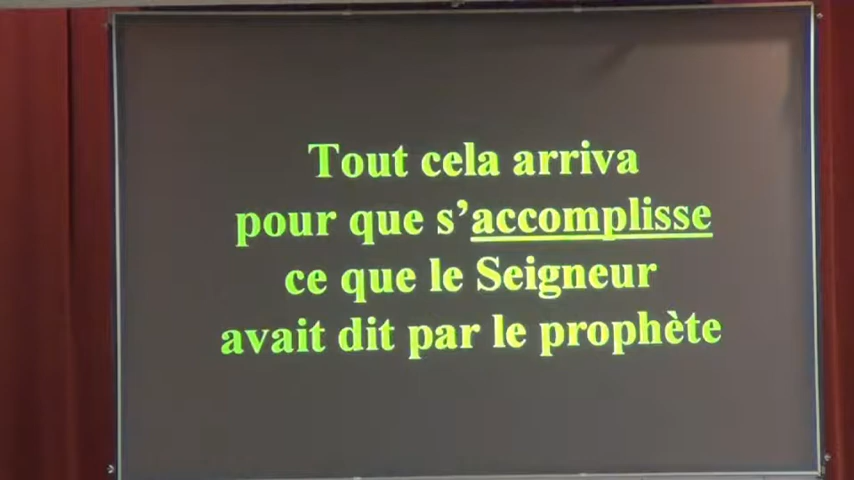 Tout cela arriva
pour que s’accomplisse
ce que le Seigneur
avait dit par le prophète